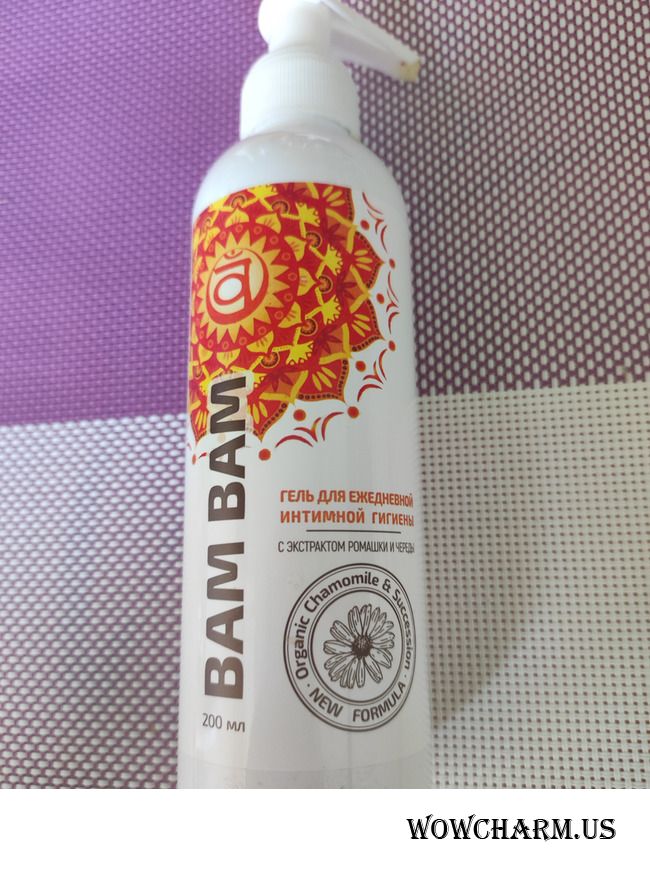 BAM BAM
ГЕЛЬ ДЛЯ ЕЖЕДНЕВНОЙ
ИНТИМНОЙ ГИГИЕНЫ
С ЭКСТРАКТОМ РОМАШКИ И ЧЕРЕДЫ
Organic Chamomile & Succession
· NEW FORMULA ·
200 мл
WOWCHARM.US